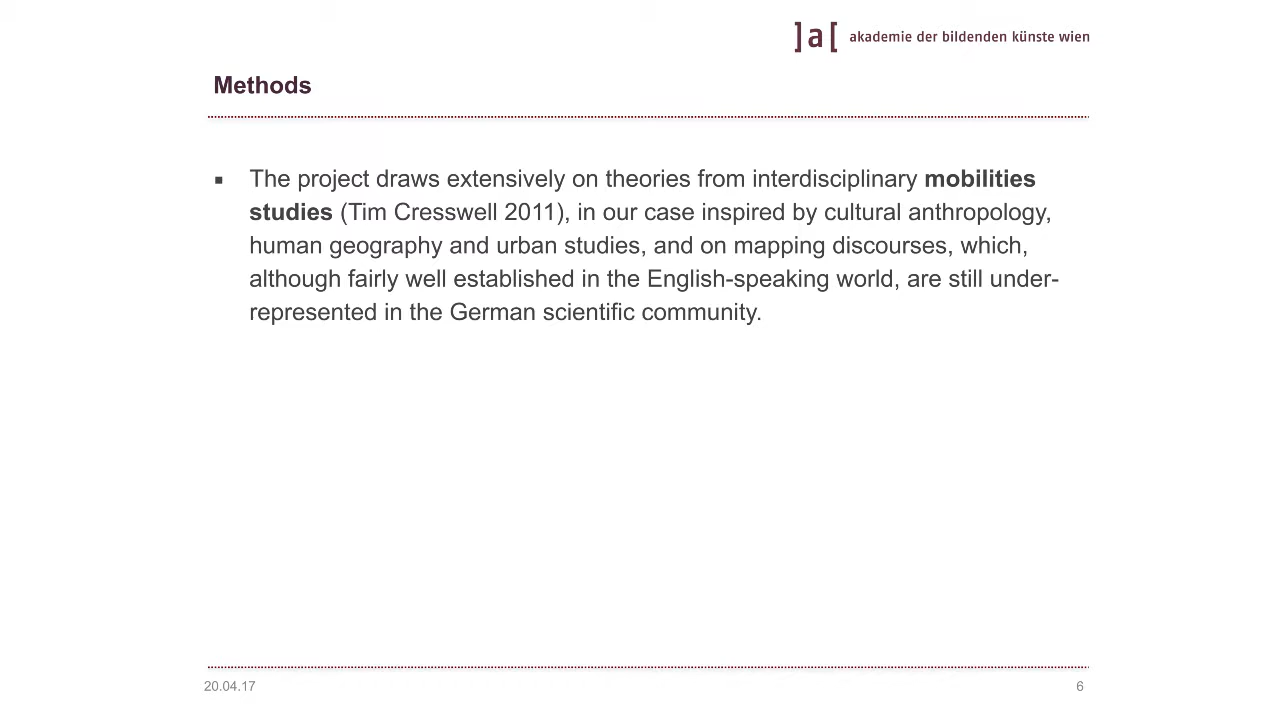 ]a[ akademie der bildenden künste wien
Methods
▪ The project draws extensively on theories from interdisciplinary mobilities
studies (Tim Cresswell 2011), in our case inspired by cultural anthropology,
human geography and urban studies, and on mapping discourses, which,
although fairly well established in the English-speaking world, are still under-
represented in the German scientific community.
20.04.17
6